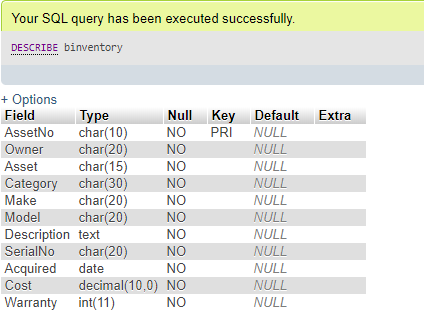 Your SQL query has been executed successfully.
DESCRIBE binventory
+ Options
Field Type Null Key Default Extra
AssetNo char(10) NO PRI NULL
Owner char(20) NO NULL
Asset char(15) NO NULL
Category char(30) NO NULL
Make char(20) NO NULL
Model char(20) NO NULL
Description text NO NULL
SerialNo char(20) NO NULL
Acquired date NO NULL
Cost decimal(10,0) NO NULL
Warranty int(11) NO NULL